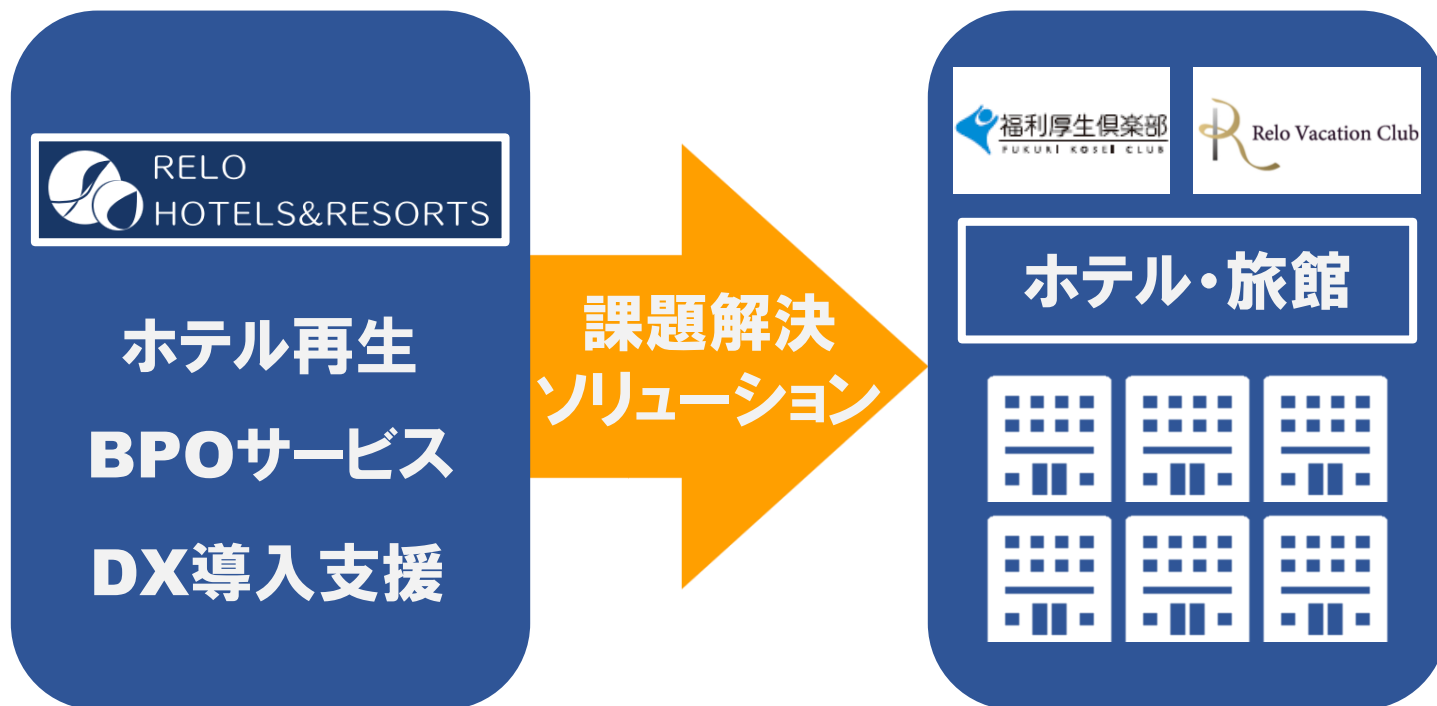 RELO
HOTELS&RESORTS
ホテル再生
BPOサービス
DX導入支援
課題解決
ソリューション
福利厚生倶楽部
FUKURI KOSEI CLUB
Relo Vacation Club
ホテル・旅館